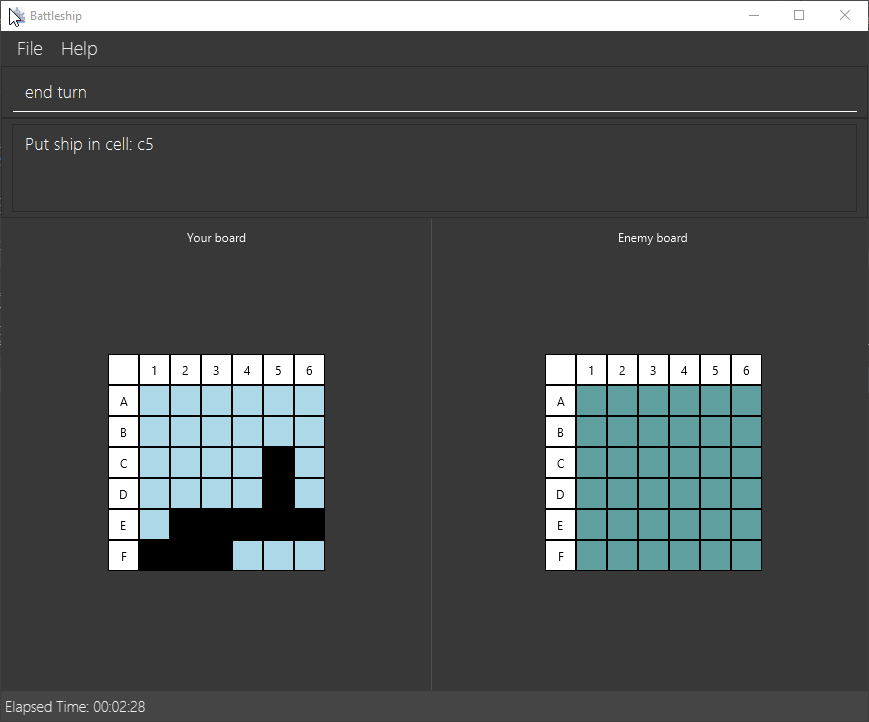 Battleship
File Help
end turn
Put ship in cell: c5
Your board
1 2 3 4 5 6
A
B
C
D
E
F
Enemy board
1 2 3 4 5 6
A
B
C
D
E
F
Elapsed Time: 00:02:28